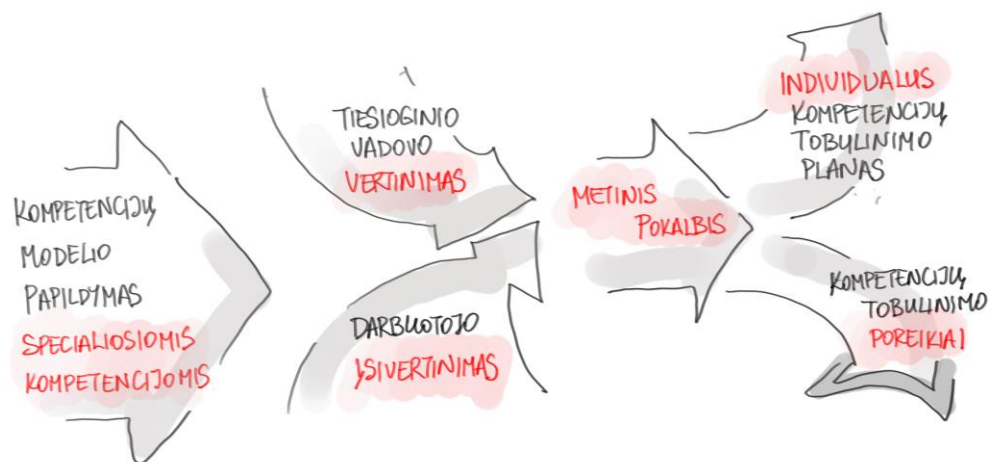 KOMPETENCIJŲ
MODELIO
PAPILDYMAS
SPECIALIOSIOMIS
KOMPETENCIJOMIS
TIESIOGINIO
VADOVO
VERTINIMAS
DARBUOTOJO
ĮSIVERTINIMAS
METINIS
POKALBIS
INDIVIDUALUS
KOMPETENCIJŲ
TOBULINIMO
PLANAS
KOMPETENCIJŲ
TOBULINIMO
POREIKIAI